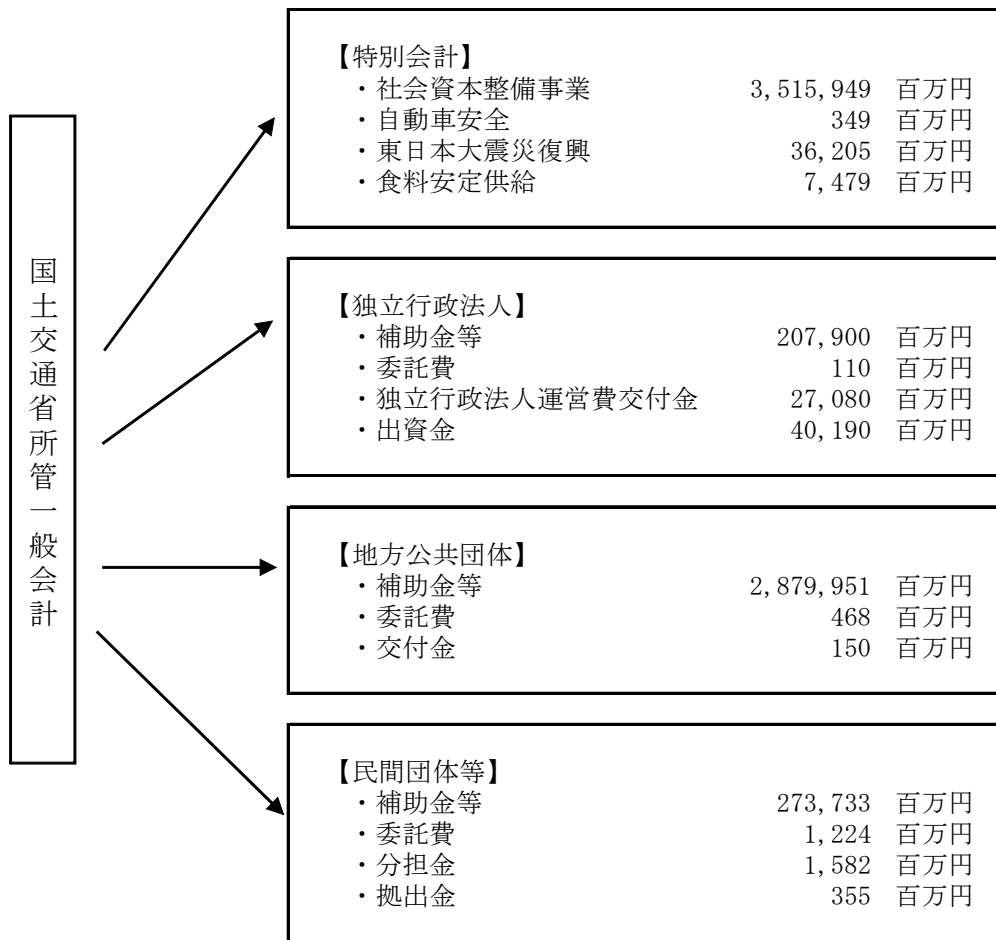 国土交通省所管一般会計
【特別会計】
・社会資本整備事業 3,515,949 百万円
・自動車安全 349 百万円
・東日本大震災復興 36,205 百万円
・食料安定供給 7,479 百万円
【独立行政法人】
・補助金等 207,900 百万円
・委託費 110 百万円
・独立行政法人運営費交付金 27,080 百万円
・出資金 40,190 百万円
【地方公共団体】
・補助金等 2,879,951 百万円
・委託費 468 百万円
・交付金 150 百万円
【民間団体等】
・補助金等 273,733 百万円
・委託費 1,224 百万円
・分担金 1,582 百万円
・拠出金 355 百万円